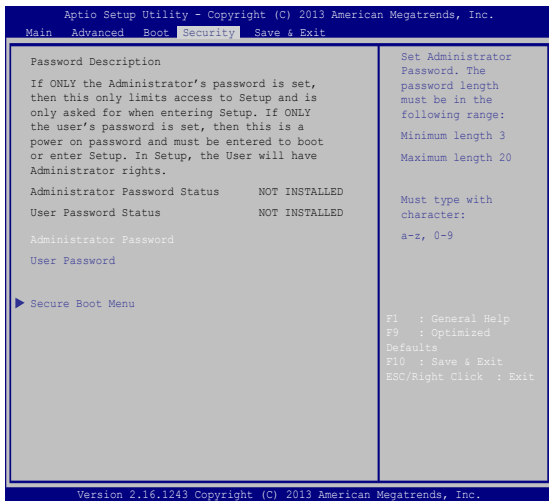 Aptio Setup Utility - Copyright (C) 2013 American Megatrends, Inc.
Main Advanced Boot Security Save & Exit
Password Description
If ONLY the Administrator's password is set,
then this only limits access to Setup and is
only asked for when entering Setup. If ONLY
the user's password is set, then this is a
power on password and must be entered to boot
or enter Setup. In Setup, the User will have
Administrator rights.
Administrator Password Status NOT INSTALLED
User Password Status NOT INSTALLED
Administrator Password
User Password
Secure Boot Menu
Set Administrator
Password. The
password length
must be in the
following range:
Minimum length 3
Maximum length 20
Must type with
character:
a-z, 0-9
F1 : General Help
F9 : Optimized
Defaults
F10 : Save & Exit
ESC/Right Click : Exit
Version 2.16.1243 Copyright (C) 2013 American Megatrends, Inc.